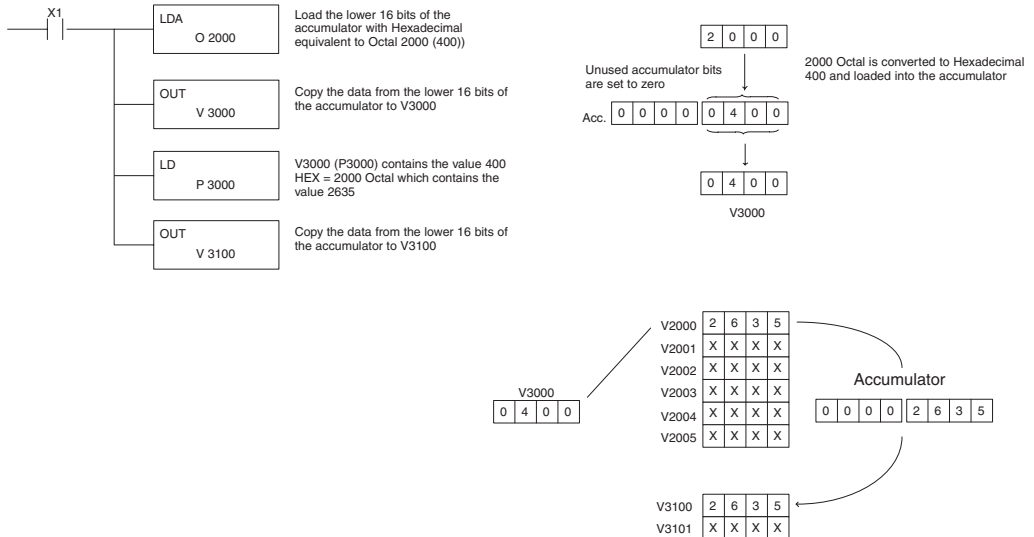 X1
LDA
O 2000
Load the lower 16 bits of the
accumulator with Hexadecimal
equivalent to Octal 2000 (400))
OUT
V 3000
Copy the data from the lower 16 bits of
the accumulator to V3000
LD
P 3000
V3000 (P3000) contains the value 400
HEX = 2000 Octal which contains the
value 2635
OUT
V 3100
Copy the data from the lower 16 bits of
the accumulator to V3100
2 0 0 0
2000 Octal is converted to Hexadecimal
400 and loaded into the accumulator
Unused accumulator bits
are set to zero
Acc. 0 0 0 0 0 4 0 0
0 4 0 0
V3000
V3000
0 4 0 0
V2000 2 6 3 5
V2001 X X X X
V2002 X X X X
V2003 X X X X
V2004 X X X X
V2005 X X X X
Accumulator
0 0 0 0 2 6 3 5
V3100 2 6 3 5
V3101 X X X X